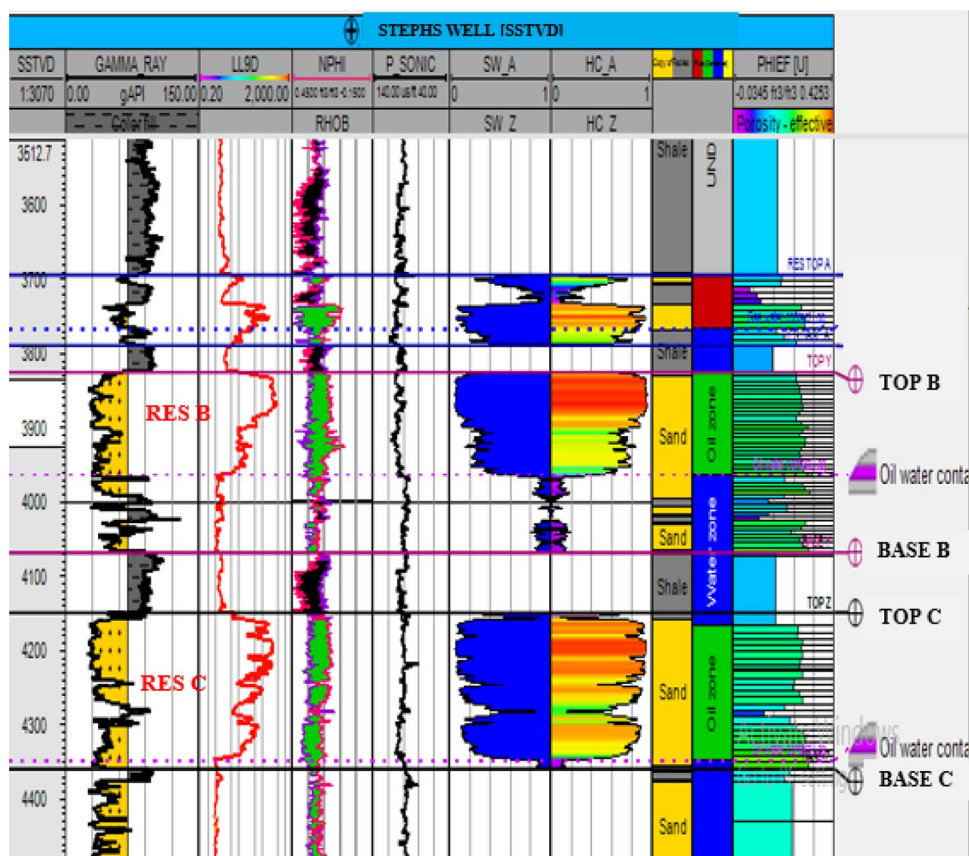 STEPHS WELL [SSTVD]
SSTVD GAMMA_RAY LL9D NPHI P_SONIC SW_A HC_A PHIEF [U]
1:3070 0.00 gAPI 150.00 0.20 2,000.00 0.4500 ft3/ft3 -0.1500 140.00 us/ft 40.00 0 1 0 1 -0.0345 ft3/ft3 0.4253
RHOB SW_Z HC_Z Porosity - effective
3512.7 Shale UND
3600
RES TOP A
3700
3800 Shale
TOP Y
TOP B
RES B
3900 Sand Oil zone
Oil water conta
4000
Water zone
Sand
BASE B
4100 Shale
TOP Z
TOP C
4200
RES C Sand Oil zone
4300
Oil water conta
BASE C
4400 Sand